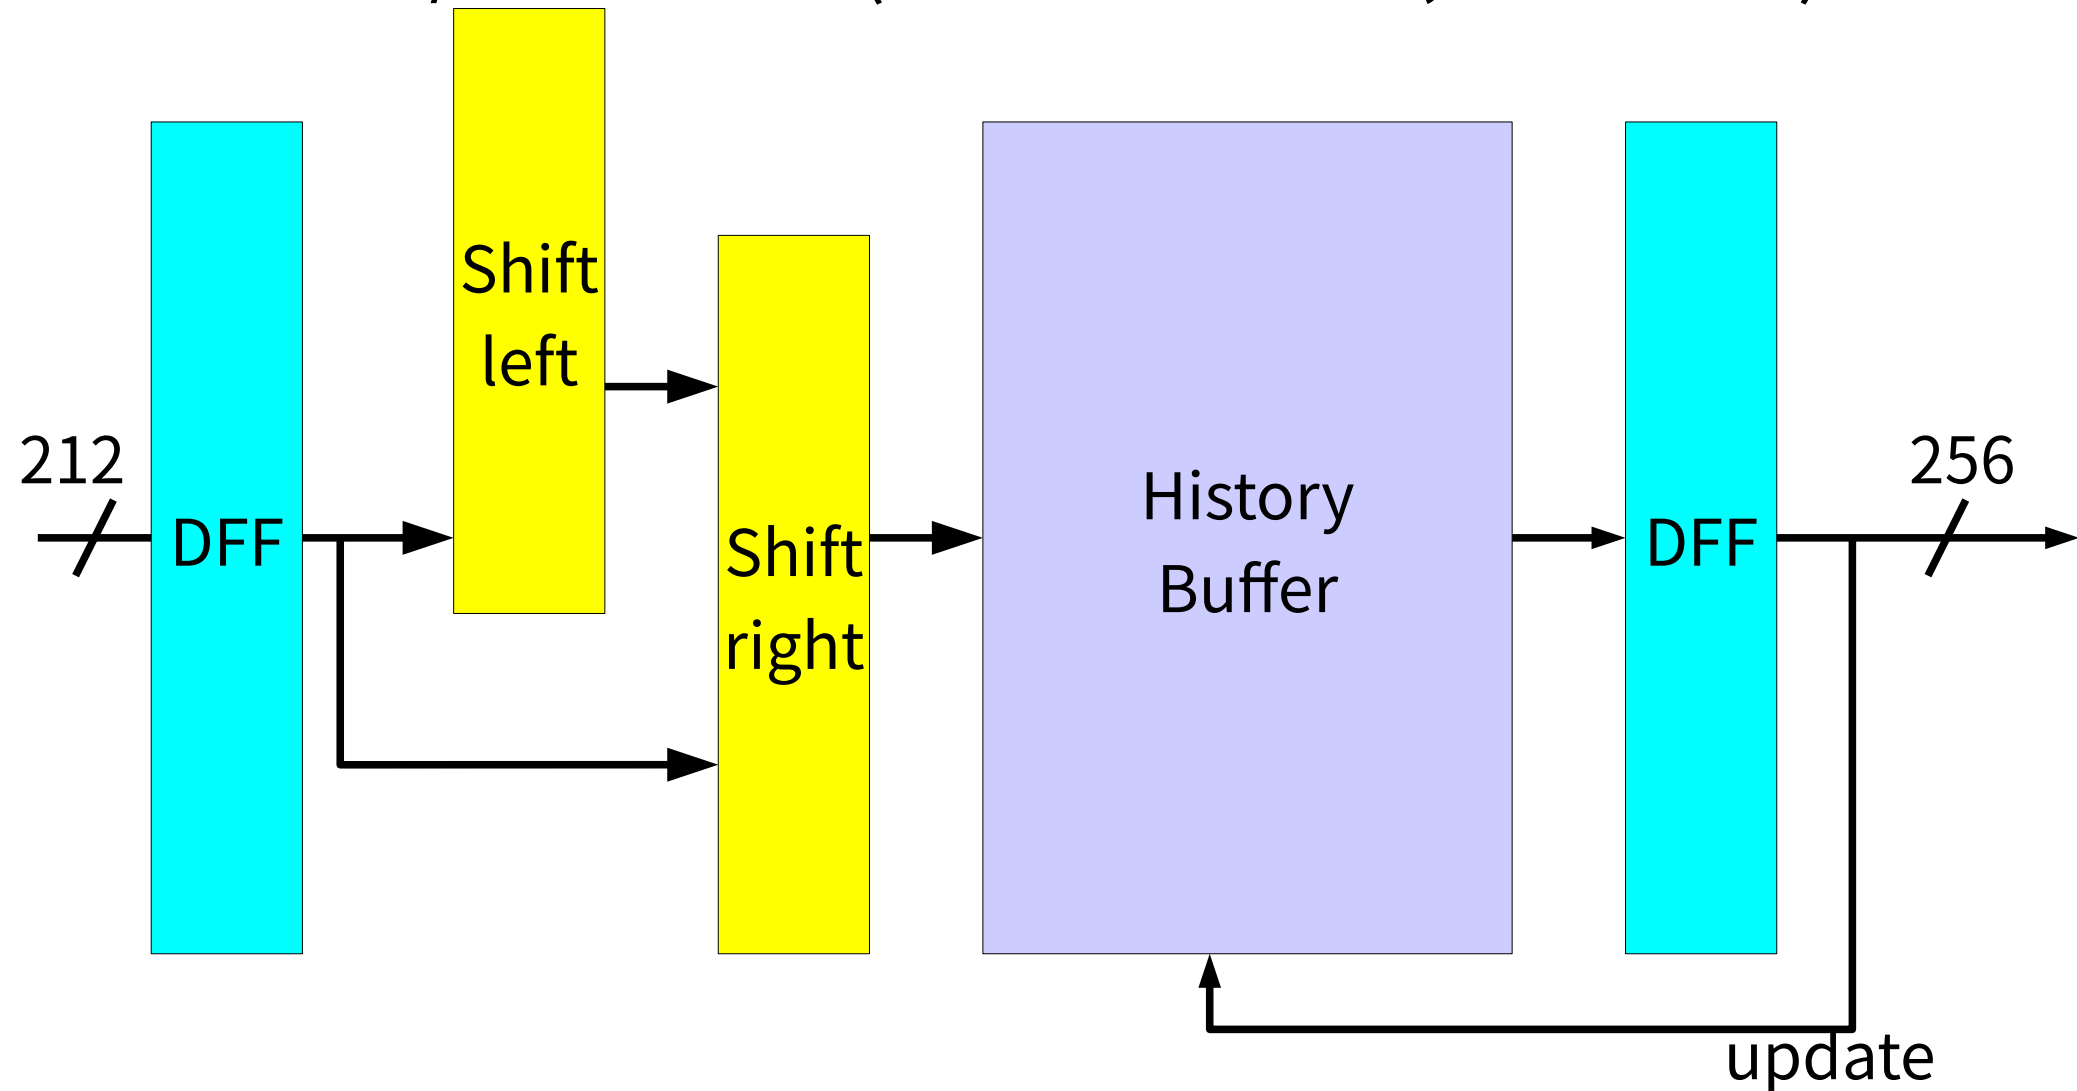 Shift
left
212
DFF
Shift
right
History
Buffer
DFF
256
update